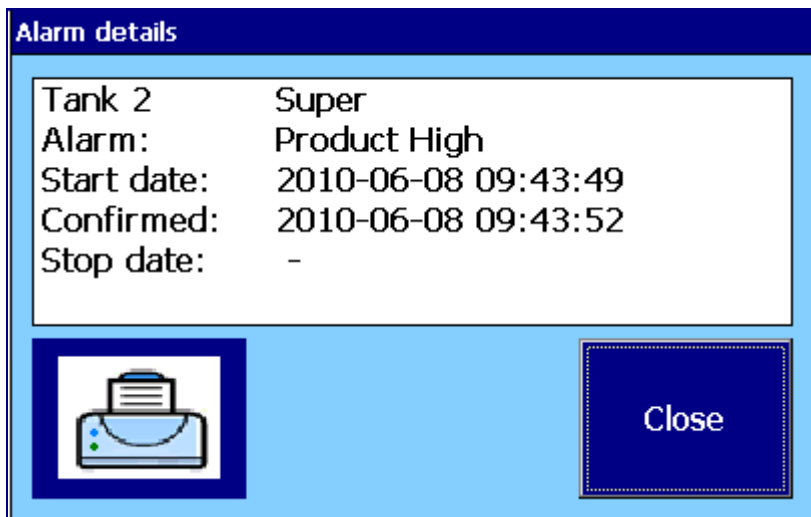 Alarm details
Tank 2 Super
Alarm: Product High
Start date: 2010-06-08 09:43:49
Confirmed: 2010-06-08 09:43:52
Stop date: -
Close